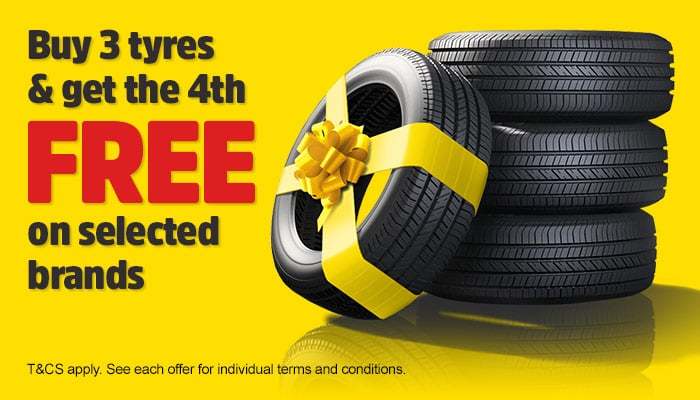 Buy 3 tyres
& get the 4th
FREE
on selected
brands
T&CS apply. See each offer for individual terms and conditions.